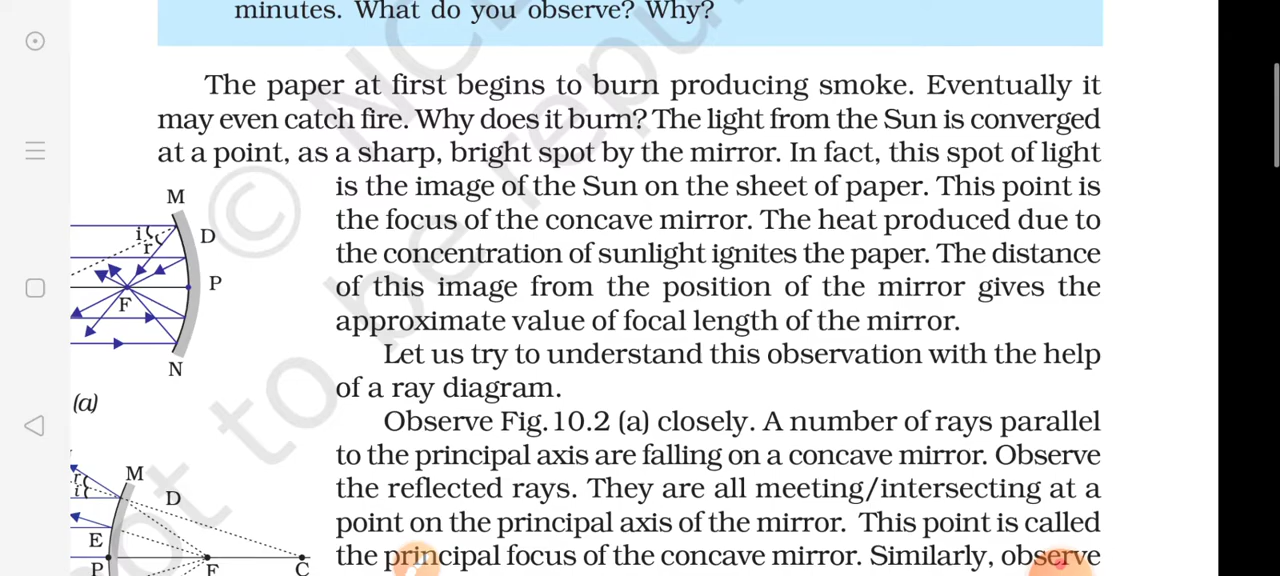 minutes. What do you observe? Why?
The paper at first begins to burn producing smoke. Eventually it
may even catch fire. Why does it burn? The light from the Sun is converged
at a point, as a sharp, bright spot by the mirror. In fact, this spot of light
is the image of the Sun on the sheet of paper. This point is
the focus of the concave mirror. The heat produced due to
the concentration of sunlight ignites the paper. The distance
of this image from the position of the mirror gives the
approximate value of focal length of the mirror.
Let us try to understand this observation with the help
of a ray diagram.
Observe Fig.10.2 (a) closely. A number of rays parallel
to the principal axis are falling on a concave mirror. Observe
the reflected rays. They are all meeting/intersecting at a
point on the principal axis of the mirror. This point is called
the principal focus of the concave mirror. Similarly, observe
M
i
D
r
P
F
N
(a)
M
r
i
D
E
P
F
C
© NC
not to be repu